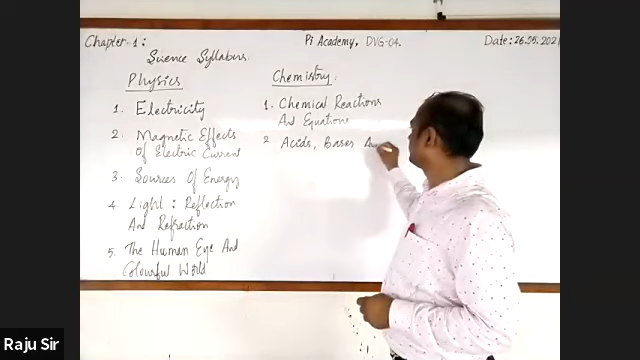 Chapter-1: Pi Academy, DVG-04. Date: 26.05.2021
Science Syllabus.
Physics
1. Electricity
2. Magnetic Effects
Of Electric Current
3. Sources Of Energy
4. Light : Reflection
And Refraction
5. The Human Eye And
Colourful World
Chemistry:
1. Chemical Reactions
And Equations
2 Acids, Bases
Raju Sir